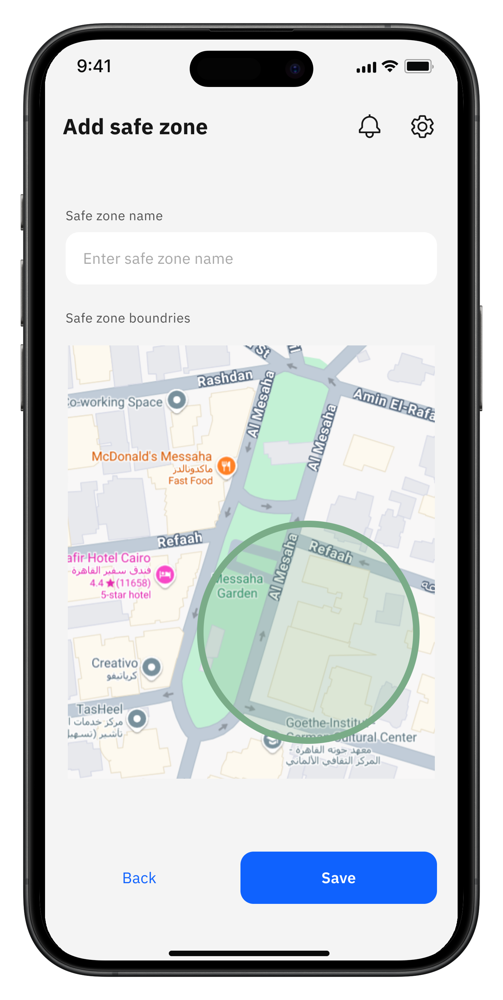 9:41
Add safe zone
Safe zone name
Enter safe zone name
Safe zone boundries
St
Rashdan
Al Mesaha
Co-working Space
Amin El-Rafa
Al Mesaha
McDonald's Messaha
ماكدونالدز
Fast Food
Refaah
Refaah
Al Mesaha
afir Hotel Cairo
فندق سفير القاهرة
4.4 ★ (11658)
5-star hotel
Messaha
Garden
Creativo
كرياتيفو
TasHeel
مركز خدمات ا
تأشير (تسهيل
Goethe-Institut -
German Cultural Center
معهد جوته القاهرة -
المركز الثقافي الألماني
Back
Save